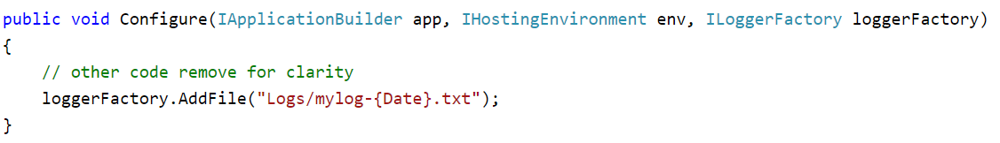 public void Configure(IApplicationBuilder app, IHostingEnvironment env, ILoggerFactory loggerFactory)
{
    // other code remove for clarity
    loggerFactory.AddFile("Logs/mylog-{Date}.txt");
}